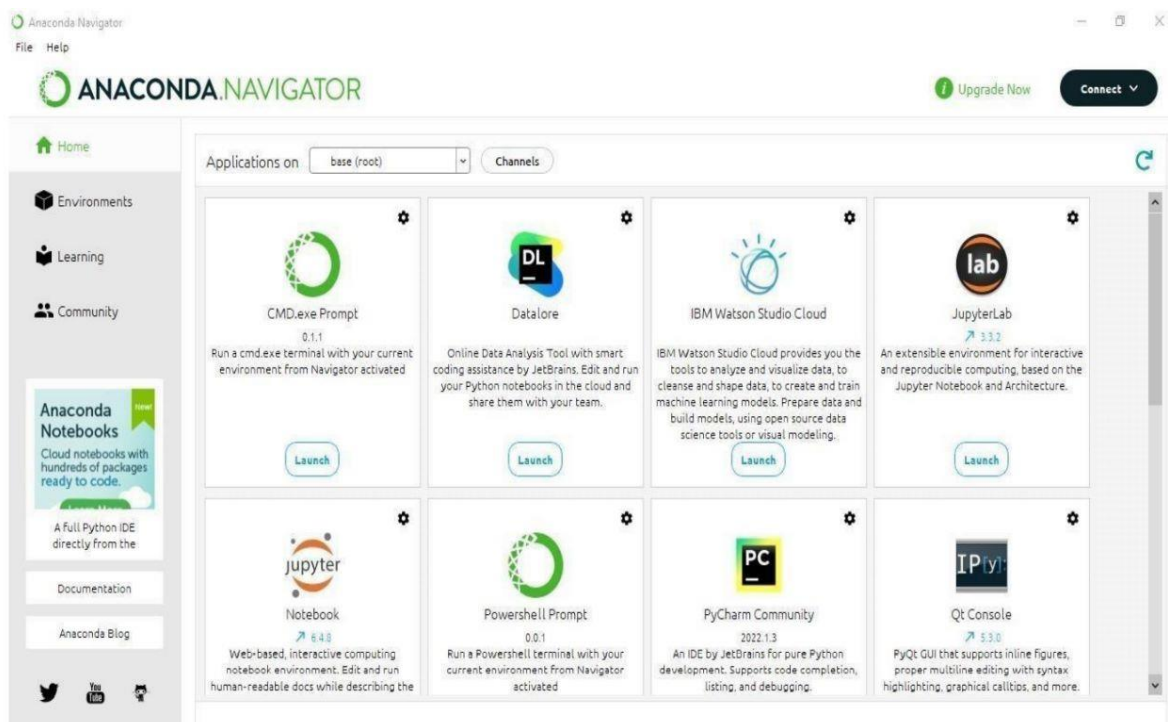 Anaconda Navigator
File Help
ANACONDA.NAVIGATOR
Upgrade Now
Connect
Home
Environments
Learning
Community
Anaconda
Notebooks
New!
Cloud notebooks with
hundreds of packages
ready to code.
Learn More
A full Python IDE
directly from the
Documentation
Anaconda Blog
You
Tube
Applications on
base (root)
Channels
CMD.exe Prompt
0.1.1
Run a cmd.exe terminal with your current
environment from Navigator activated
Launch
DL
Datalore
Online Data Analysis Tool with smart
coding assistance by JetBrains. Edit and run
your Python notebooks in the cloud and
share them with your team.
Launch
IBM Watson Studio Cloud
IBM Watson Studio Cloud provides you the
tools to analyze and visualize data, to
cleanse and shape data, to create and train
machine learning models. Prepare data and
build models, using open source data
science tools or visual modeling.
Launch
lab
JupyterLab
3.3.2
An extensible environment for interactive
and reproducible computing, based on the
Jupyter Notebook and Architecture.
Launch
jupyter
Notebook
6.4.8
Web-based, interactive computing
notebook environment. Edit and run
human-readable docs while describing the
Powershell Prompt
0.0.1
Run a Powershell terminal with your
current environment from Navigator
activated
PC
PyCharm Community
2022.1.3
An IDE by JetBrains for pure Python
development. Supports code completion,
listing, and debugging.
IP[y]:
Qt Console
5.3.0
PyQt GUI that supports inline figures,
proper multiline editing with syntax
highlighting, graphical calltips, and more.